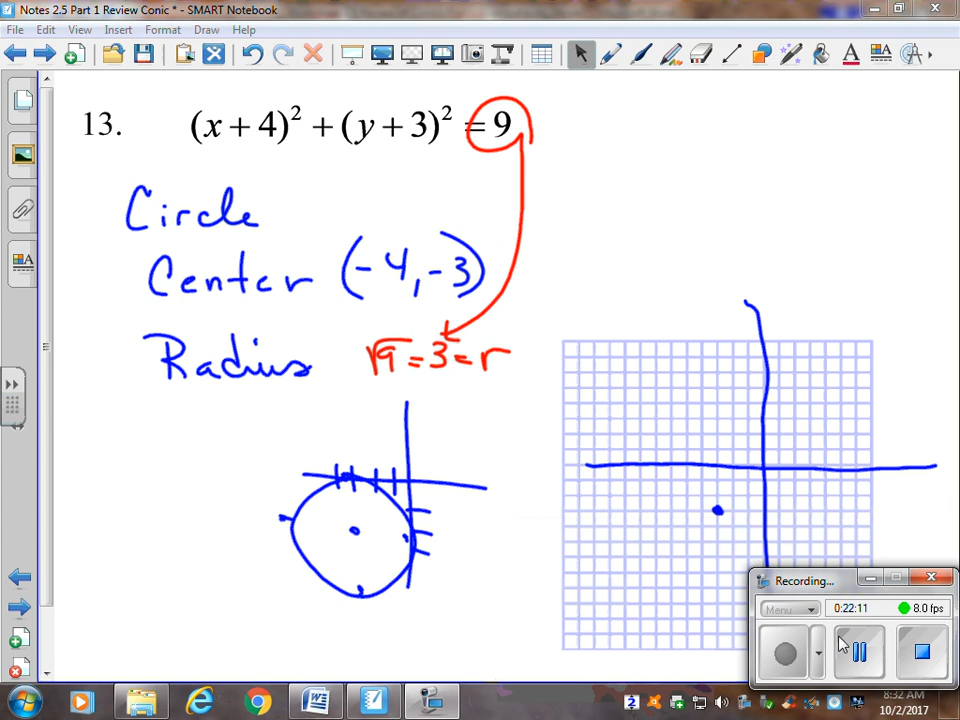 Notes 2.5 Part 1 Review Conic * - SMART Notebook
File Edit View Insert Format Draw Help
13. (x + 4)² + (y + 3)² = 9
Circle
Center (-4, -3)
Radius √9 = 3 = r
Recording...
Menu 0:22:11 8.0 fps
8:32 AM
10/2/2017